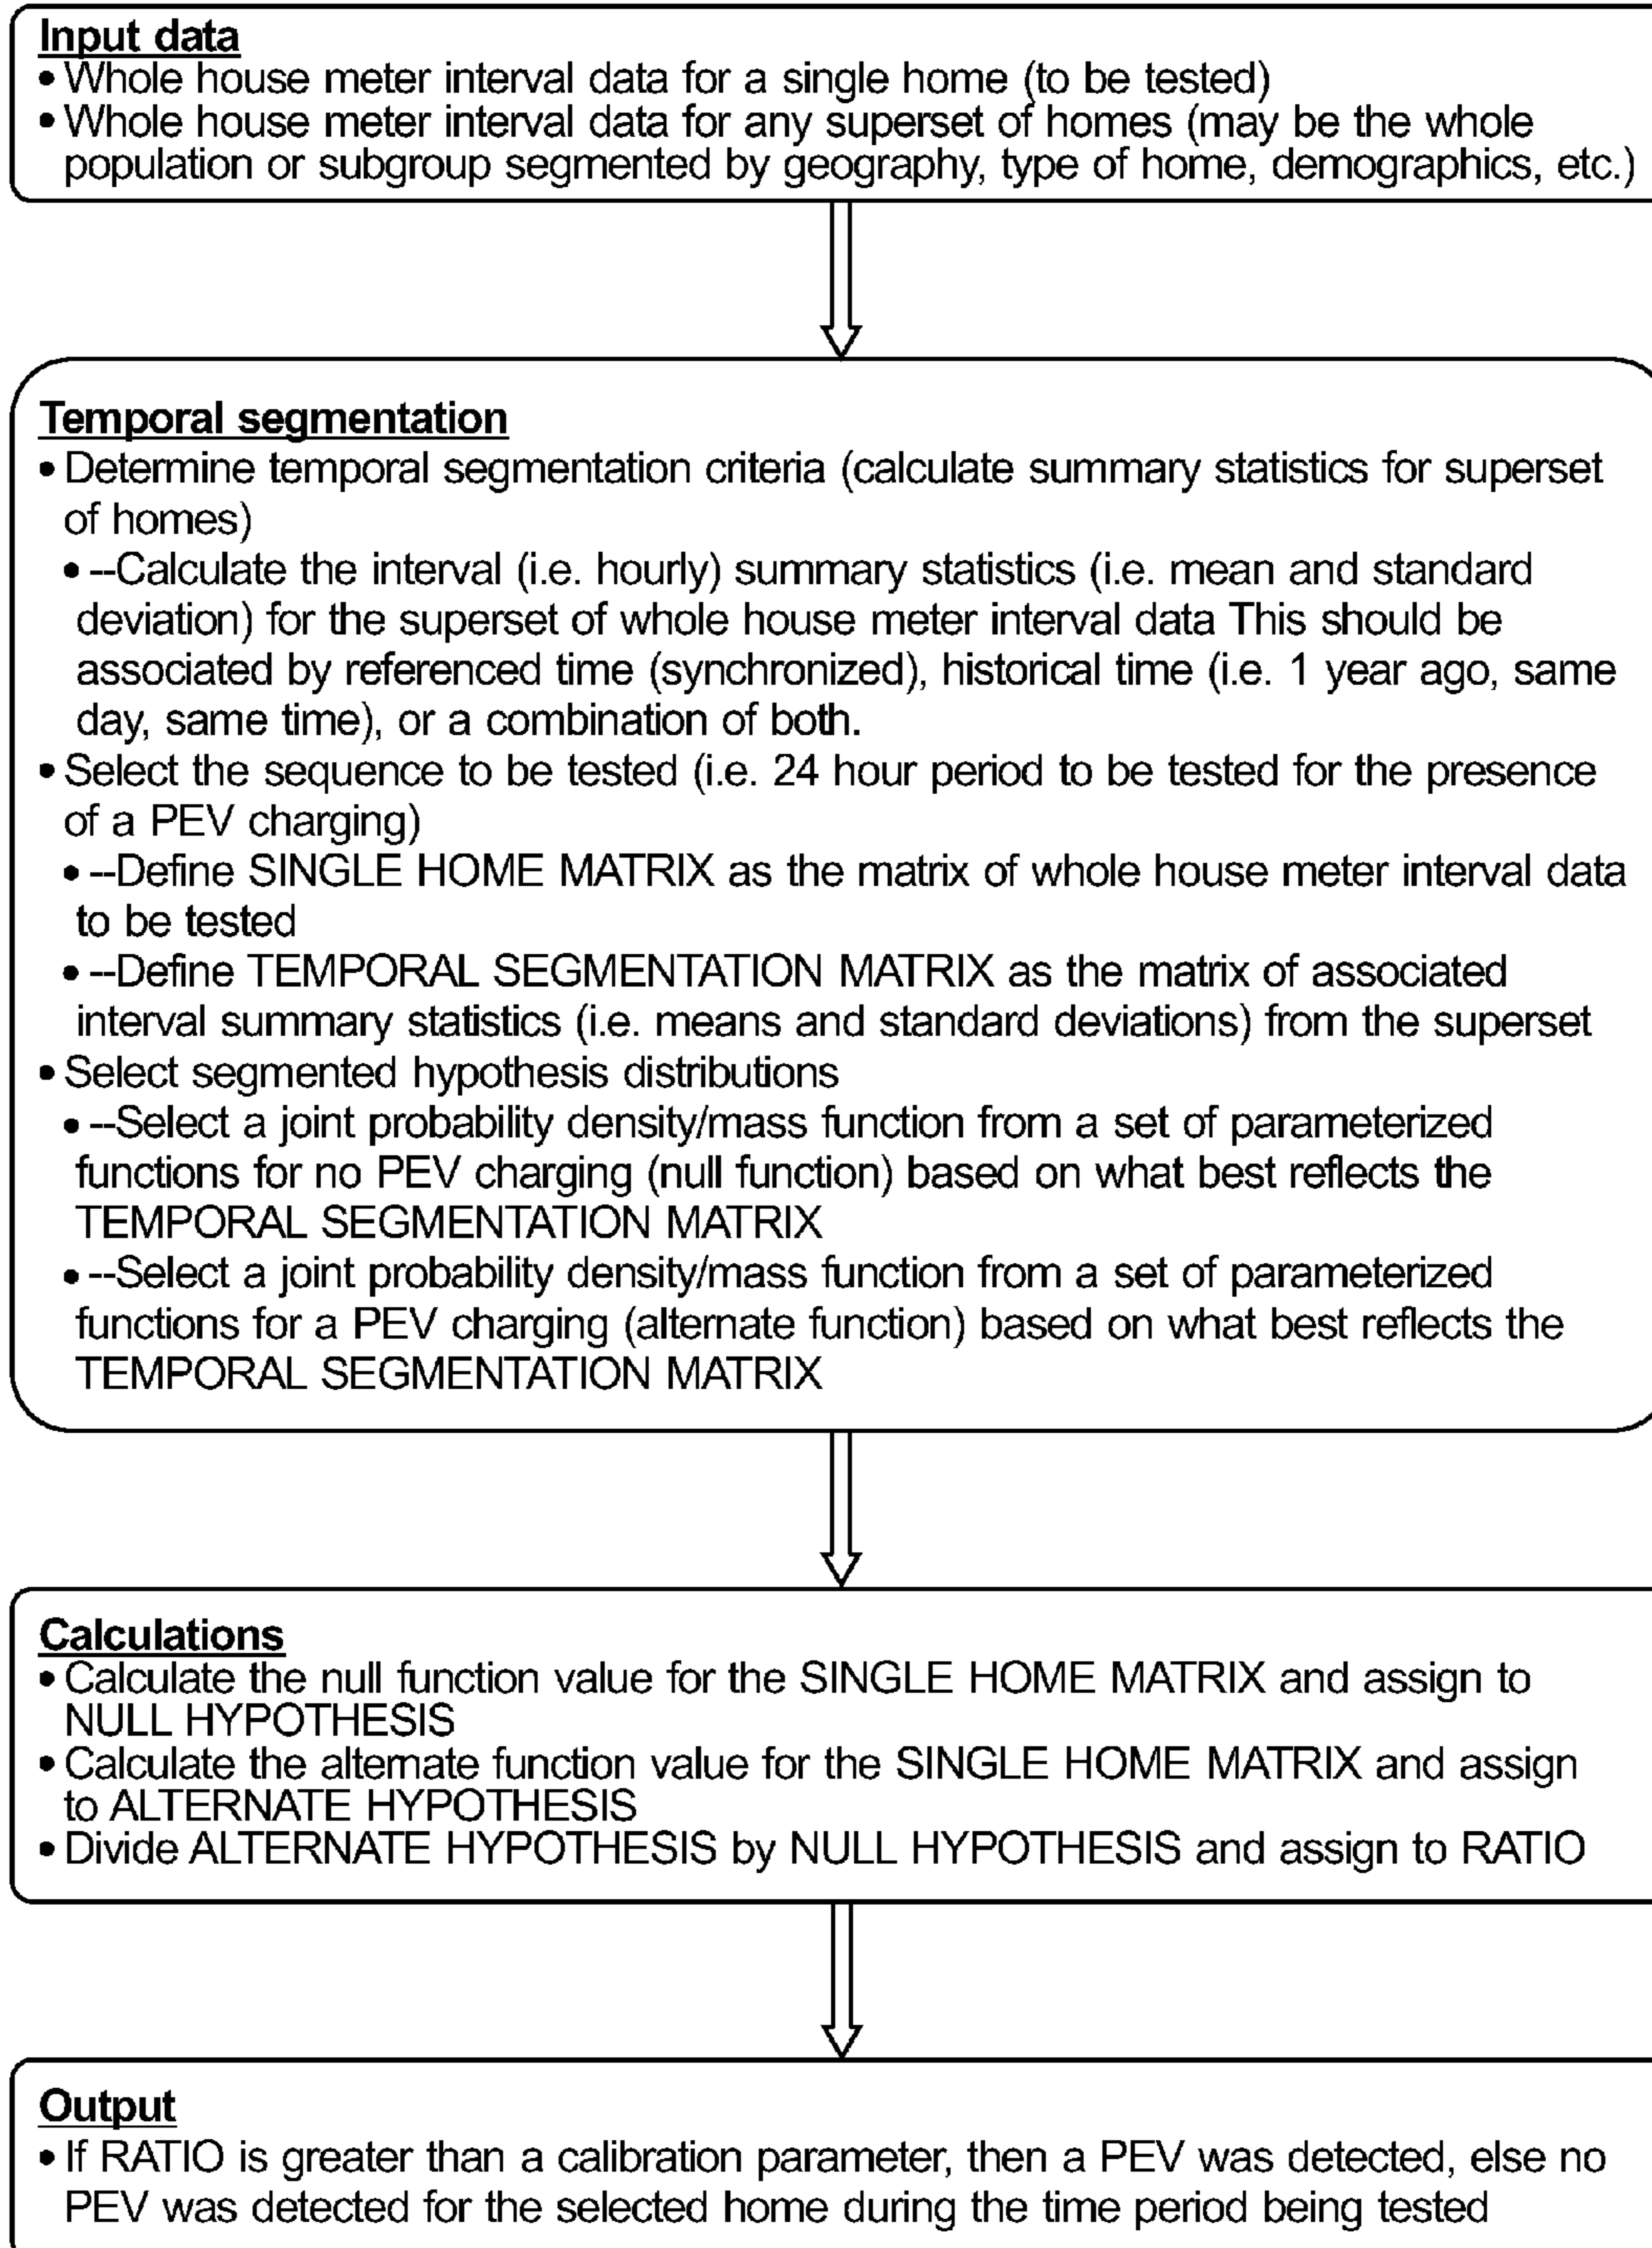 Input data
• Whole house meter interval data for a single home (to be tested)
• Whole house meter interval data for any superset of homes (may be the whole
population or subgroup segmented by geography, type of home, demographics, etc.)
Temporal segmentation
• Determine temporal segmentation criteria (calculate summary statistics for superset
of homes)
• --Calculate the interval (i.e. hourly) summary statistics (i.e. mean and standard
deviation) for the superset of whole house meter interval data This should be
associated by referenced time (synchronized), historical time (i.e. 1 year ago, same
day, same time), or a combination of both.
• Select the sequence to be tested (i.e. 24 hour period to be tested for the presence
of a PEV charging)
• --Define SINGLE HOME MATRIX as the matrix of whole house meter interval data
to be tested
• --Define TEMPORAL SEGMENTATION MATRIX as the matrix of associated
interval summary statistics (i.e. means and standard deviations) from the superset
• Select segmented hypothesis distributions
• --Select a joint probability density/mass function from a set of parameterized
functions for no PEV charging (null function) based on what best reflects the
TEMPORAL SEGMENTATION MATRIX
• --Select a joint probability density/mass function from a set of parameterized
functions for a PEV charging (alternate function) based on what best reflects the
TEMPORAL SEGMENTATION MATRIX
Calculations
• Calculate the null function value for the SINGLE HOME MATRIX and assign to
NULL HYPOTHESIS
• Calculate the alternate function value for the SINGLE HOME MATRIX and assign
to ALTERNATE HYPOTHESIS
• Divide ALTERNATE HYPOTHESIS by NULL HYPOTHESIS and assign to RATIO
Output
• If RATIO is greater than a calibration parameter, then a PEV was detected, else no
PEV was detected for the selected home during the time period being tested